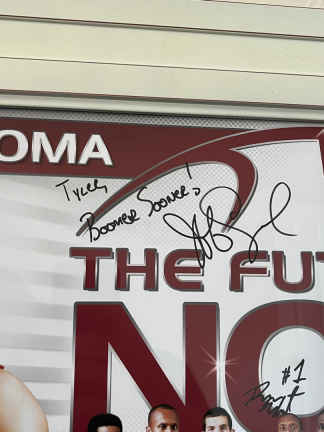 OMA
Tyler,
Boomer Sooner!
THE FUT
NO
#1